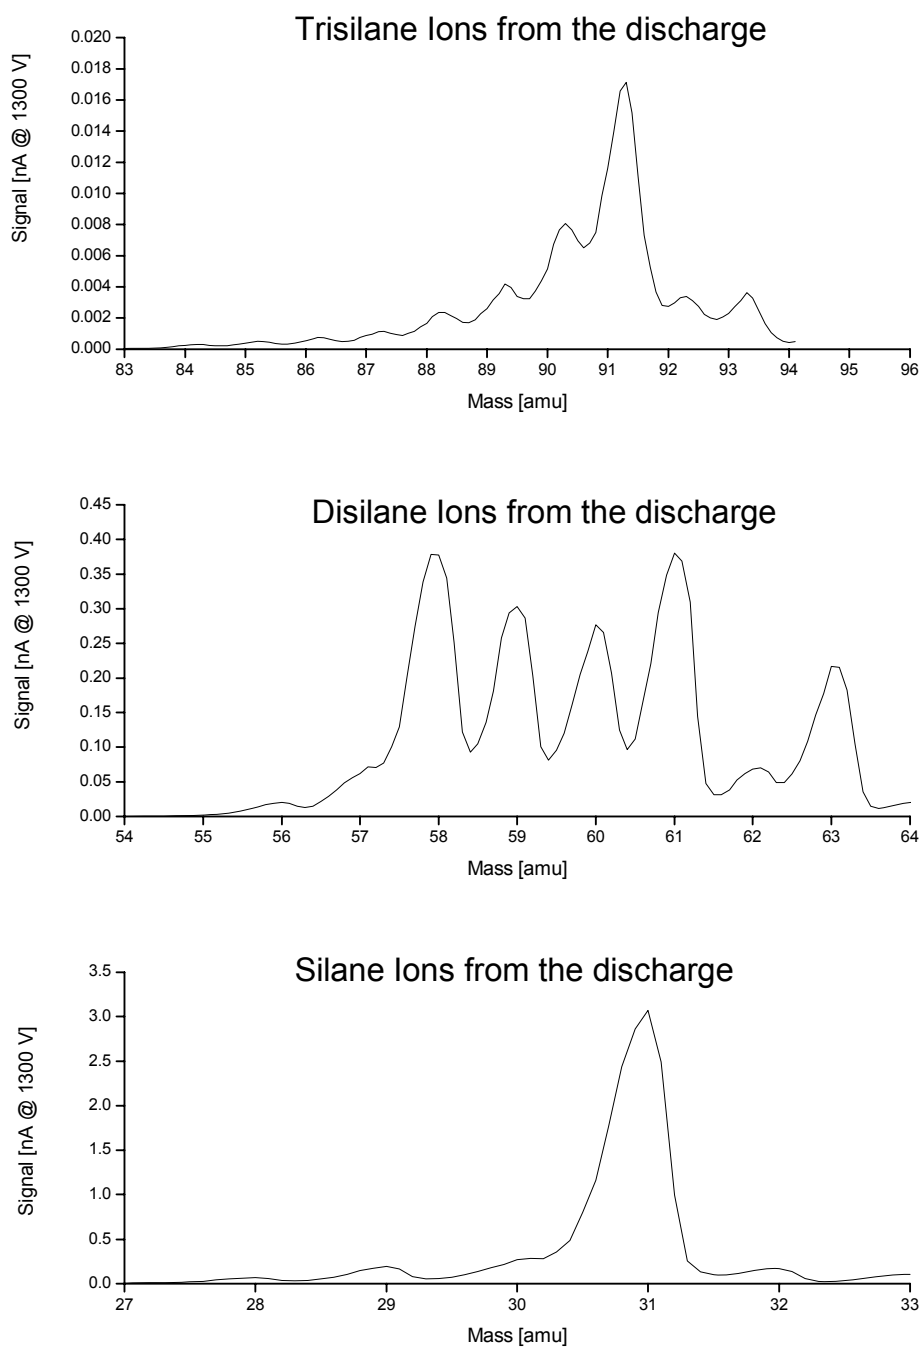 Trisilane Ions from the discharge
Signal [nA @ 1300 V]
0.020
0.018
0.016
0.014
0.012
0.010
0.008
0.006
0.004
0.002
0.000
83 84 85 86 87 88 89 90 91 92 93 94 95 96
Mass [amu]
Disilane Ions from the discharge
Signal [nA @ 1300 V]
0.45
0.40
0.35
0.30
0.25
0.20
0.15
0.10
0.05
0.00
54 55 56 57 58 59 60 61 62 63 64
Mass [amu]
Silane Ions from the discharge
Signal [nA @ 1300 V]
3.5
3.0
2.5
2.0
1.5
1.0
0.5
0.0
27 28 29 30 31 32 33
Mass [amu]